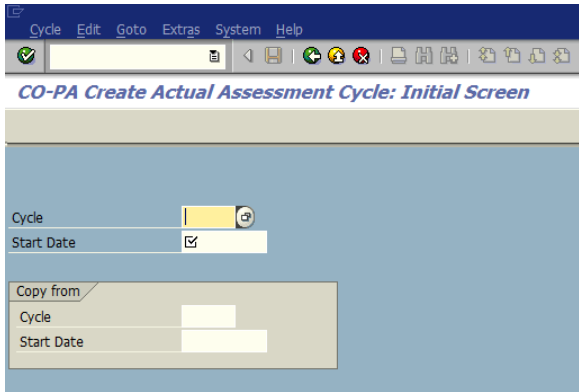 Cycle Edit Goto Extras System Help
CO-PA Create Actual Assessment Cycle: Initial Screen
Cycle
Start Date
Copy from
Cycle
Start Date